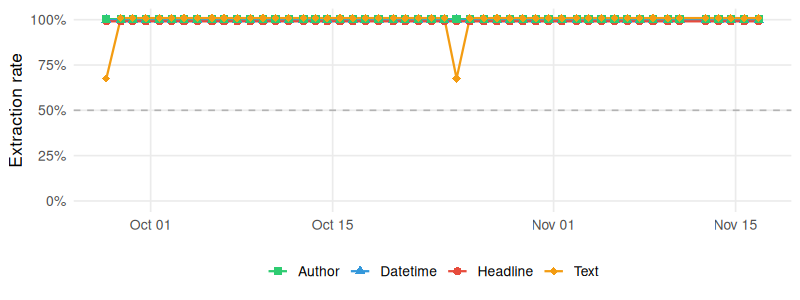 Extraction rate
100%
75%
50%
25%
0%
Oct 01 Oct 15 Nov 01 Nov 15
Author Datetime Headline Text